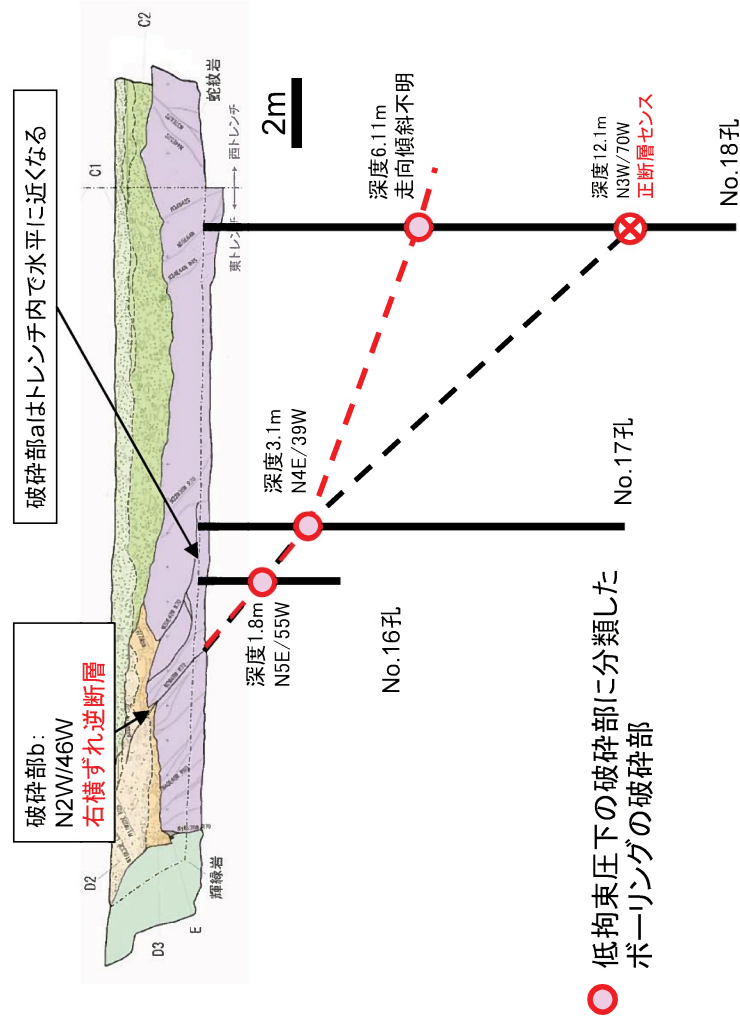 破砕部b:
N2W/46W
右横ずれ逆断層
破砕部aはトレンチ内で水平に近くなる
D2
D3
E
輝緑岩
C1
C2
蛇紋岩
東トレンチ
西トレンチ
2m
深度1.8m
N5E/55W
深度3.1m
N4E/39W
深度6.11m
走向傾斜不明
深度12.1m
N3W/70W
正断層センス
No.16孔
No.17孔
No.18孔
低拘束圧下の破砕部に分類した
ボーリングの破砕部